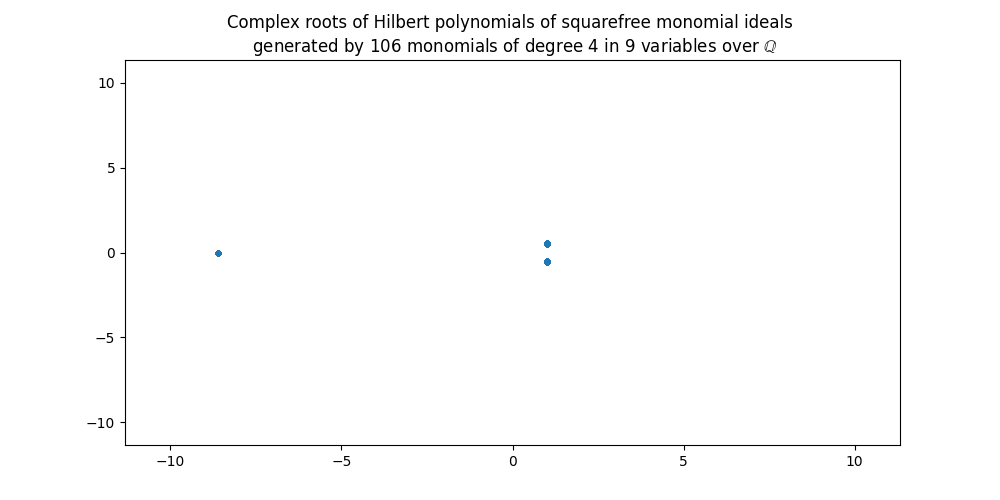 Complex roots of Hilbert polynomials of squarefree monomial ideals
generated by 106 monomials of degree 4 in 9 variables over ℚ
10
5
0
−5
−10
−10 −5 0 5 10